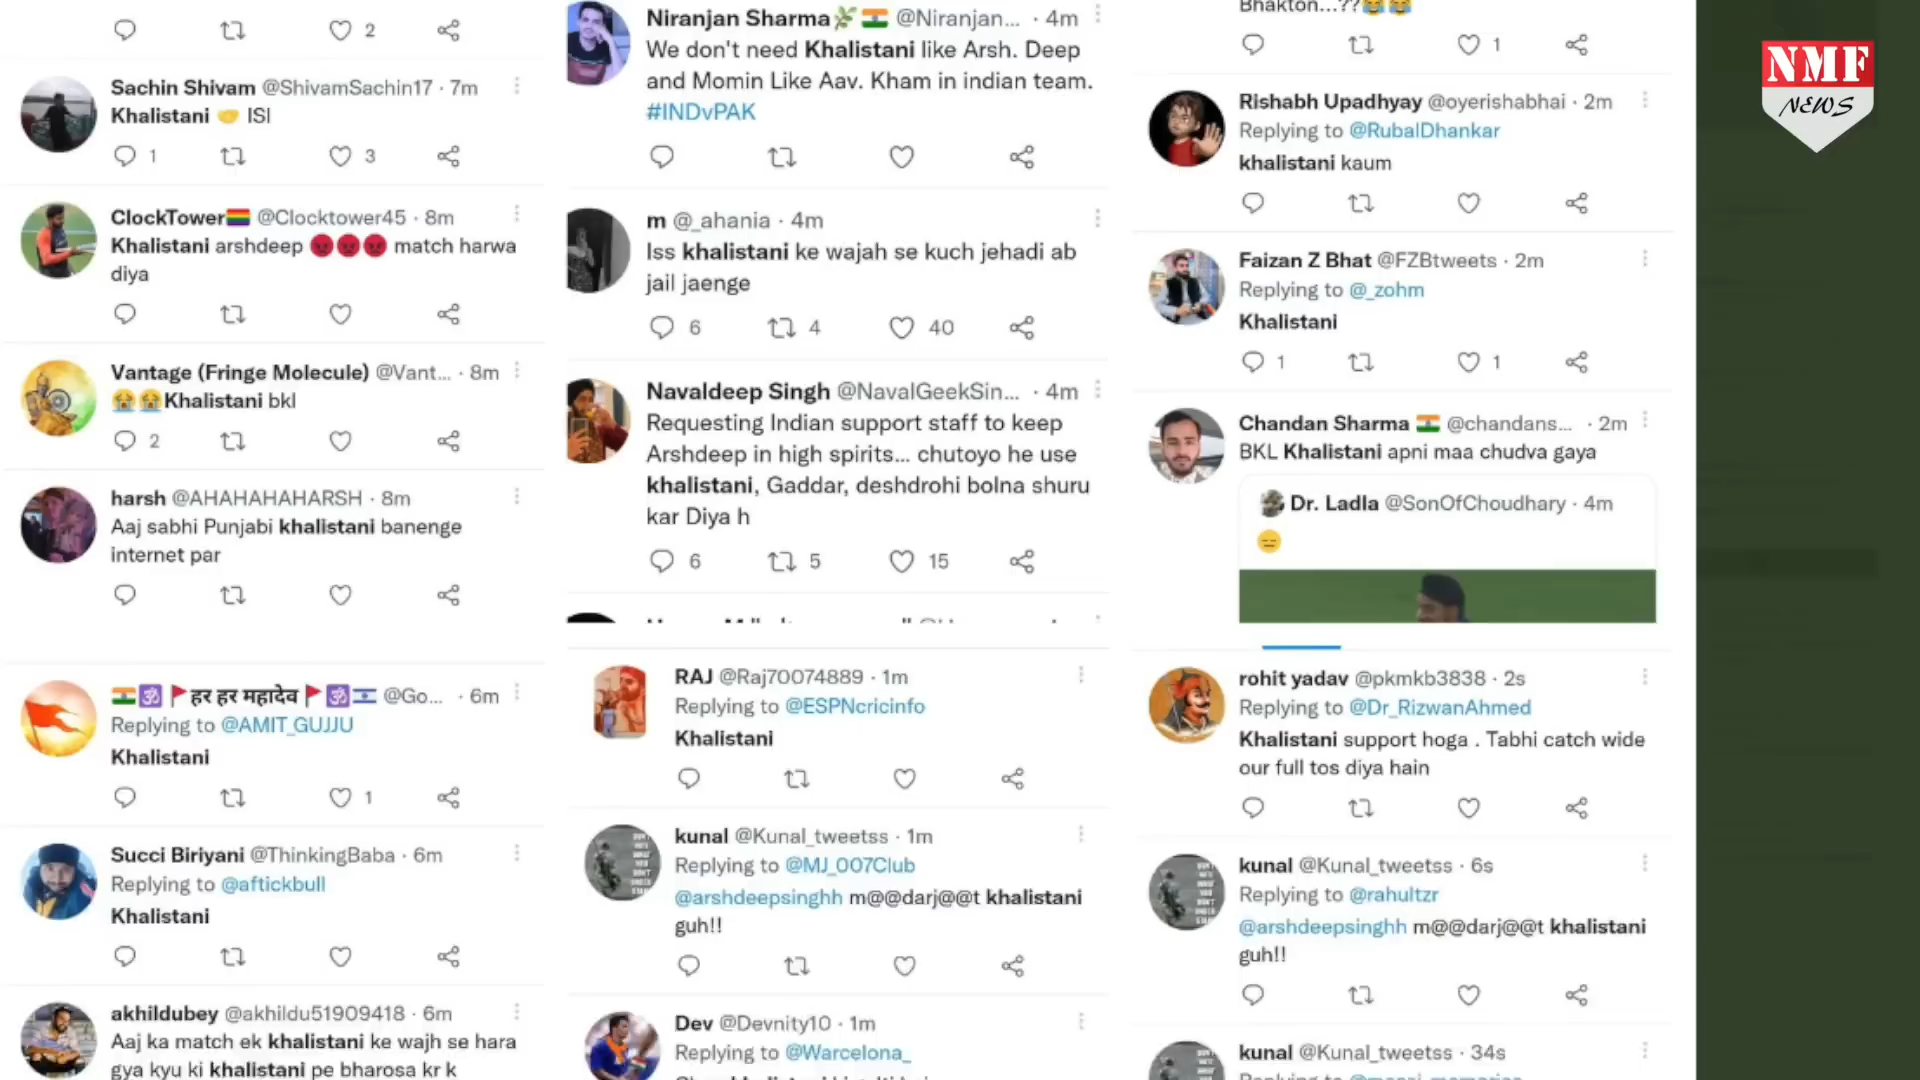 2
Sachin Shivam @ShivamSachin17 · 7m
Khalistani 🤝 ISI
1 3
ClockTower🏳️‍🌈 @Clocktower45 · 8m
Khalistani arshdeep 😡😡😡 match harwa
diya
Vantage (Fringe Molecule) @Vant... · 8m
😭😭Khalistani bkl
2
harsh @AHAHAHAHARSH · 8m
Aaj sabhi Punjabi khalistani banenge
internet par
🇮🇳🕉🚩हर हर महादेव🚩🕉🇮🇱 @Go... · 6m
Replying to @AMIT_GUJJU
Khalistani
1
Succi Biriyani @ThinkingBaba · 6m
Replying to @aftickbull
Khalistani
akhildubey @akhildu51909418 · 6m
Aaj ka match ek khalistani ke wajh se hara
gya kyu ki khalistani pe bharosa kr k
Niranjan Sharma🌿🇮🇳 @Niranjan... · 4m
We don't need Khalistani like Arsh. Deep
and Momin Like Aav. Kham in indian team.
#INDvPAK
m @_ahania · 4m
Iss khalistani ke wajah se kuch jehadi ab
jail jaenge
6 4 40
Navaldeep Singh @NavalGeekSin... · 4m
Requesting Indian support staff to keep
Arshdeep in high spirits... chutoyo he use
khalistani, Gaddar, deshdrohi bolna shuru
kar Diya h
6 5 15
RAJ @Raj70074889 · 1m
Replying to @ESPNcricinfo
Khalistani
kunal @Kunal_tweetss · 1m
Replying to @MJ_007Club
@arshdeepsinghh m@@darj@@t khalistani
guh!!
Dev @Devnity10 · 1m
Replying to @Warcelona_
Bhakton...??😂😂
1
Rishabh Upadhyay @oyerishabhai · 2m
Replying to @RubalDhankar
khalistani kaum
Faizan Z Bhat @FZBtweets · 2m
Replying to @_zohm
Khalistani
1 1
Chandan Sharma 🇮🇳 @chandans... · 2m
BKL Khalistani apni maa chudva gaya
Dr. Ladla @SonOfChoudhary · 4m
😑
rohit yadav @pkmkb3838 · 2s
Replying to @Dr_RizwanAhmed
Khalistani support hoga . Tabhi catch wide
our full tos diya hain
kunal @Kunal_tweetss · 6s
Replying to @rahultzr
@arshdeepsinghh m@@darj@@t khalistani
guh!!
kunal @Kunal_tweetss · 34s
NMF
NEWS